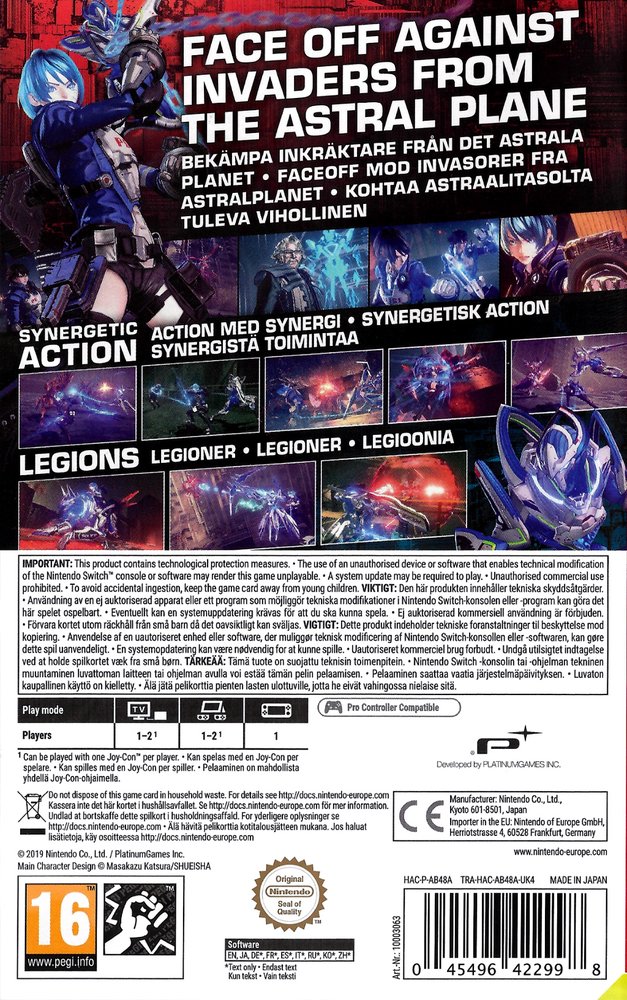 FACE OFF AGAINST
INVADERS FROM
THE ASTRAL PLANE
BEKÄMPA INKRÄKTARE FRÅN DET ASTRALA
PLANET • FACEOFF MOD INVASORER FRA
ASTRALPLANET • KOHTAA ASTRAALITASOLTA
TULEVA VIHOLLINEN
SYNERGETIC ACTION MED SYNERGI • SYNERGETISK ACTION
ACTION SYNERGISTÄ TOIMINTAA
LEGIONS LEGIONER • LEGIONER • LEGIOONIA
IMPORTANT: This product contains technological protection measures. • The use of an unauthorised device or software that enables technical modification
of the Nintendo Switch™ console or software may render this game unplayable. • A system update may be required to play. • Unauthorised commercial use
prohibited. • To avoid accidental ingestion, keep the game card away from young children. VIKTIGT: Den här produkten innehåller tekniska skyddsåtgärder.
• Användning av en ej auktoriserad apparat eller ett program som möjliggör tekniska modifikationer i Nintendo Switch-konsolen eller -program kan göra det
här spelet ospelbart. • Eventuellt kan en systemuppdatering krävas för att du ska kunna spela. • Ej auktoriserad kommersiell användning är förbjuden.
• Förvara kortet utom räckhåll från små barn då det oavsiktligt kan sväljas. VIGTIGT: Dette produkt indeholder tekniske foranstaltninger til beskyttelse mod
kopiering. • Anvendelse af en uautoriseret enhed eller software, der muliggør teknisk modificering af Nintendo Switch-konsollen eller -softwaren, kan gøre
dette spil uanvendeligt. • En systemopdatering kan være nødvendig for at kunne spille. • Uautoriseret kommerciel brug forbudt. • Undgå utilsigtet indtagelse
ved at holde spilkortet væk fra små børn. TÄRKEÄÄ: Tämä tuote on suojattu teknisin toimenpitein. • Nintendo Switch -konsolin tai -ohjelman tekninen
muuntaminen luvattoman laitteen tai ohjelman avulla voi estää tämän pelin pelaamisen. • Pelaaminen saattaa vaatia järjestelmäpäivityksen. • Luvaton
kaupallinen käyttö on kielletty. • Älä jätä pelikorttia pienten lasten ulottuville, jotta he eivät vahingossa nielaise sitä.
Play mode TV
Pro Controller Compatible
Players 1–2¹ 1–2¹ 1
¹ Can be played with one Joy-Con™ per player. • Kan spelas med en Joy-Con per
spelare. • Kan spilles med en Joy-Con per spiller. • Pelaaminen on mahdollista
yhdellä Joy-Con-ohjaimella.
P
Developed by PLATINUMGAMES INC.
Do not dispose of this game card in household waste. For details see http://docs.nintendo-europe.com
Kassera inte det här kortet i hushållsavfallet. Se http://docs.nintendo-europe.com för mer information.
Undlad at bortskaffe dette spilkort i husholdningsaffald. For yderligere oplysninger se
http://docs.nintendo-europe.com • Älä hävitä pelikorttia kotitalousjätteen mukana. Jos haluat
lisätietoja, käy osoitteessa http://docs.nintendo-europe.com
CE
Manufacturer: Nintendo Co., Ltd.,
Kyoto 601-8501, Japan
Importer in the EU: Nintendo of Europe GmbH,
Herriotstrasse 4, 60528 Frankfurt, Germany
www.nintendo-europe.com
© 2019 Nintendo Co., Ltd. / PlatinumGames Inc.
Main Character Design © Masakazu Katsura/SHUEISHA
HAC-P-AB48A TRA-HAC-AB48A-UK4 MADE IN JAPAN
16
www.pegi.info
Original
Nintendo
Seal of
Quality
TM
Software
EN, JA, DE*, FR*, ES*, IT*, RU*, KO*, ZH*
*Text only • Endast text
Kun tekst • Vain teksti
Art.-Nr.: 10003063
0 45496 42299 8